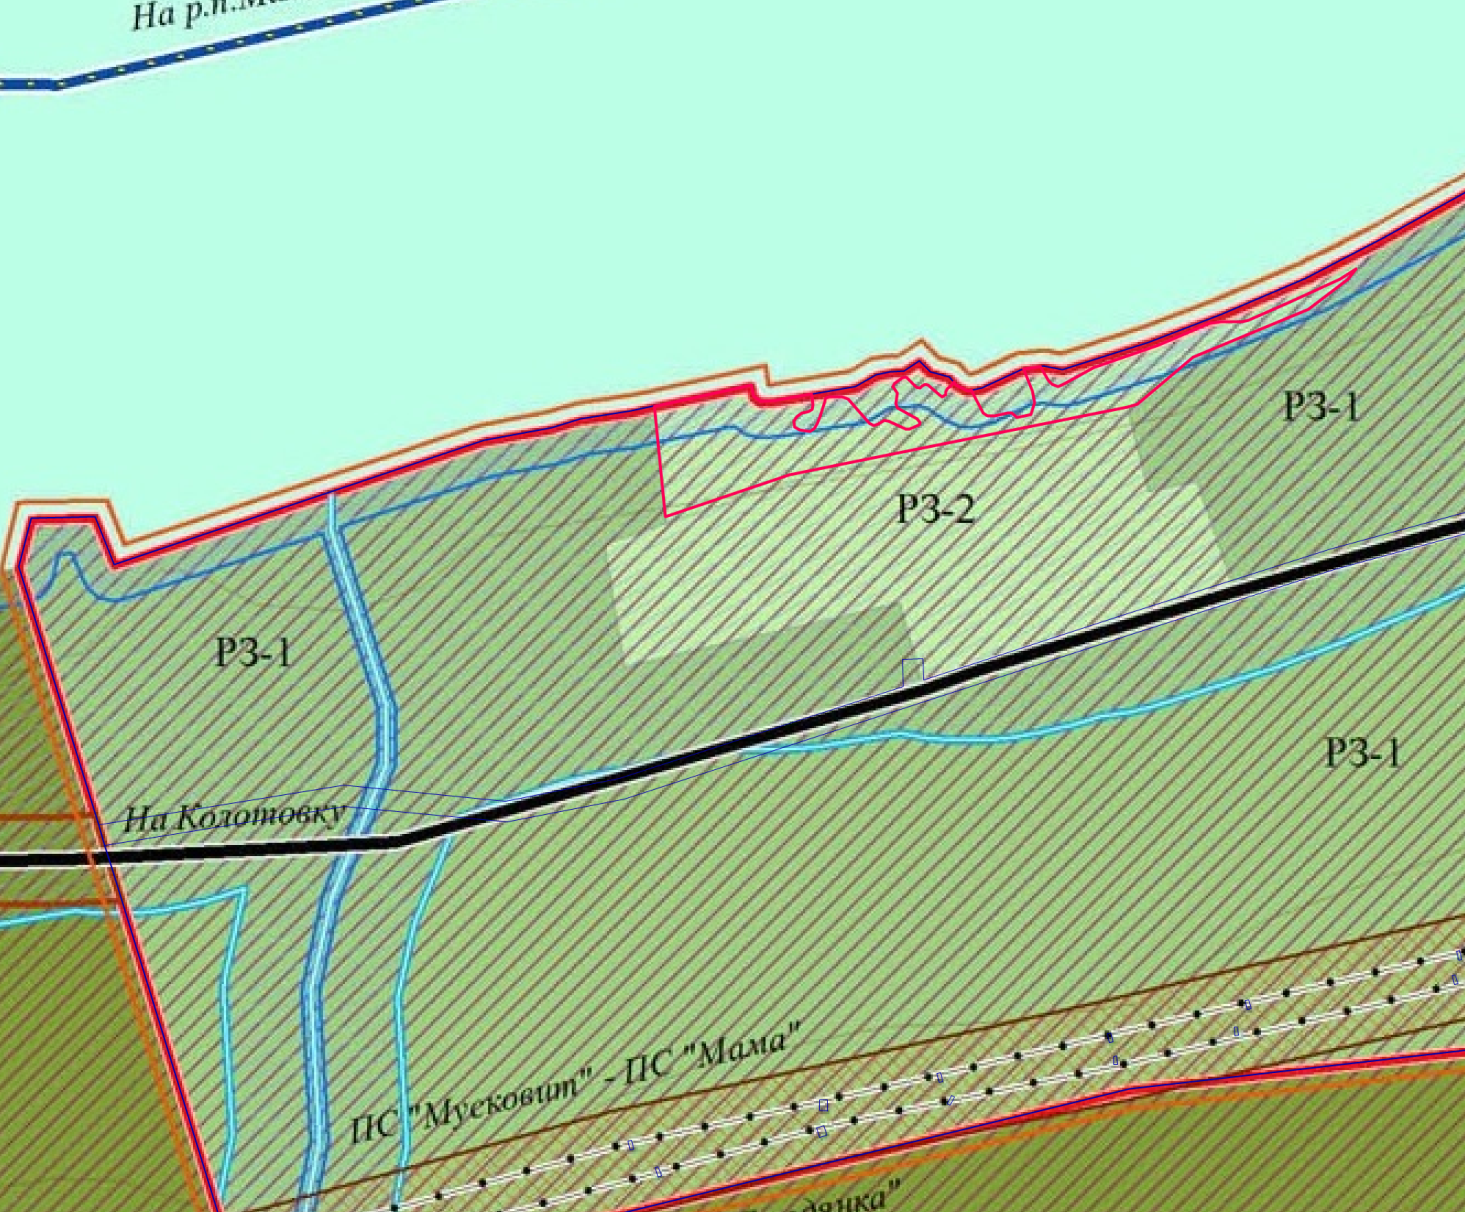 На р.п.
РЗ-1
РЗ-2
РЗ-1
РЗ-1
На Колотовку
ПС "Мусковит" - ПС "Мама"